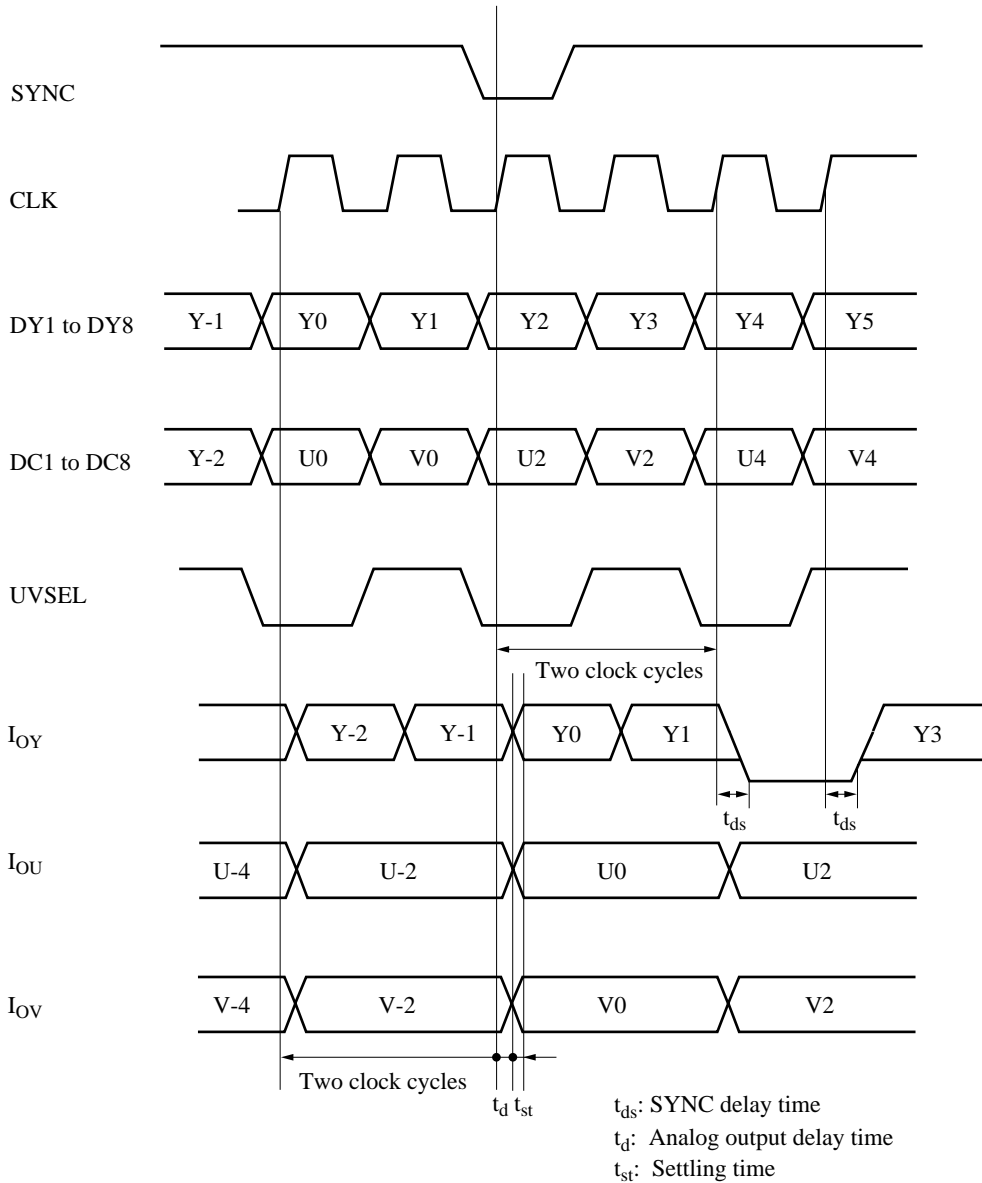 SYNC
CLK
DY1 to DY8 Y-1 Y0 Y1 Y2 Y3 Y4 Y5
DC1 to DC8 Y-2 U0 V0 U2 V2 U4 V4
UVSEL
Two clock cycles
IOY Y-2 Y-1 Y0 Y1 Y3
tds tds
IOU U-4 U-2 U0 U2
IOV V-4 V-2 V0 V2
Two clock cycles
td tst
tds: SYNC delay time
td: Analog output delay time
tst: Settling time